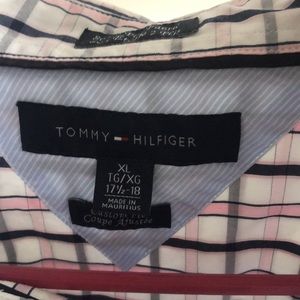 TOMMY HILFIGER
XL
TG/XG
17½-18
MADE IN
MAURITIUS
Custom Fit
Coupe Ajustée